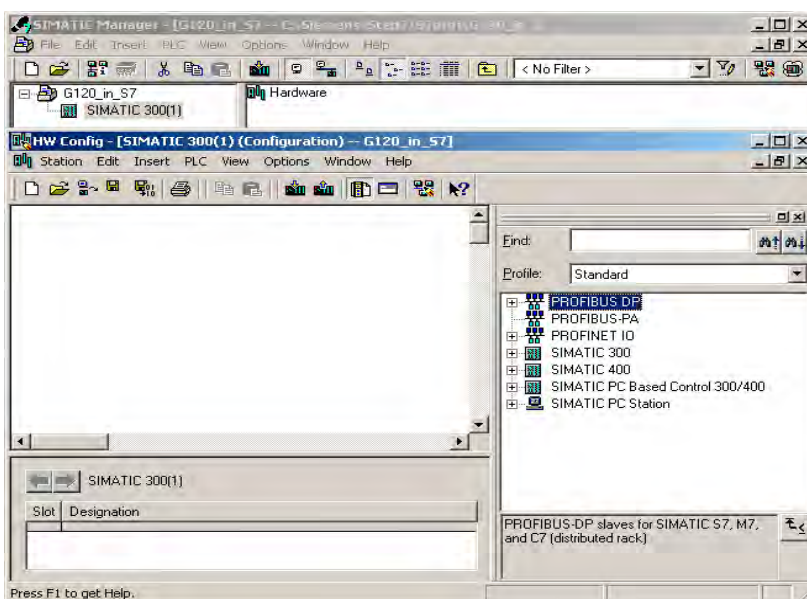 SIMATIC Manager - [G120_in_S7 -- C:\Siemens\Step7\S7proj\G
File Edit Insert PLC View Options Window Help
< No Filter >
G120_in_S7
SIMATIC 300(1)
Hardware
HW Config - [SIMATIC 300(1) (Configuration) -- G120_in_S7]
Station Edit Insert PLC View Options Window Help
Find:
Profile: Standard
PROFIBUS DP
PROFIBUS-PA
PROFINET IO
SIMATIC 300
SIMATIC 400
SIMATIC PC Based Control 300/400
SIMATIC PC Station
SIMATIC 300(1)
Slot Designation
PROFIBUS-DP slaves for SIMATIC S7, M7,
and C7 (distributed rack)
Press F1 to get Help.